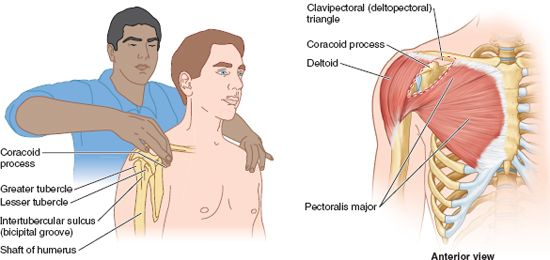 Coracoid
process
Greater tubercle
Lesser tubercle
Intertubercular sulcus
(bicipital groove)
Shaft of humerus
Clavipectoral (deltopectoral)
triangle
Coracoid process
Deltoid
Pectoralis major
Anterior view